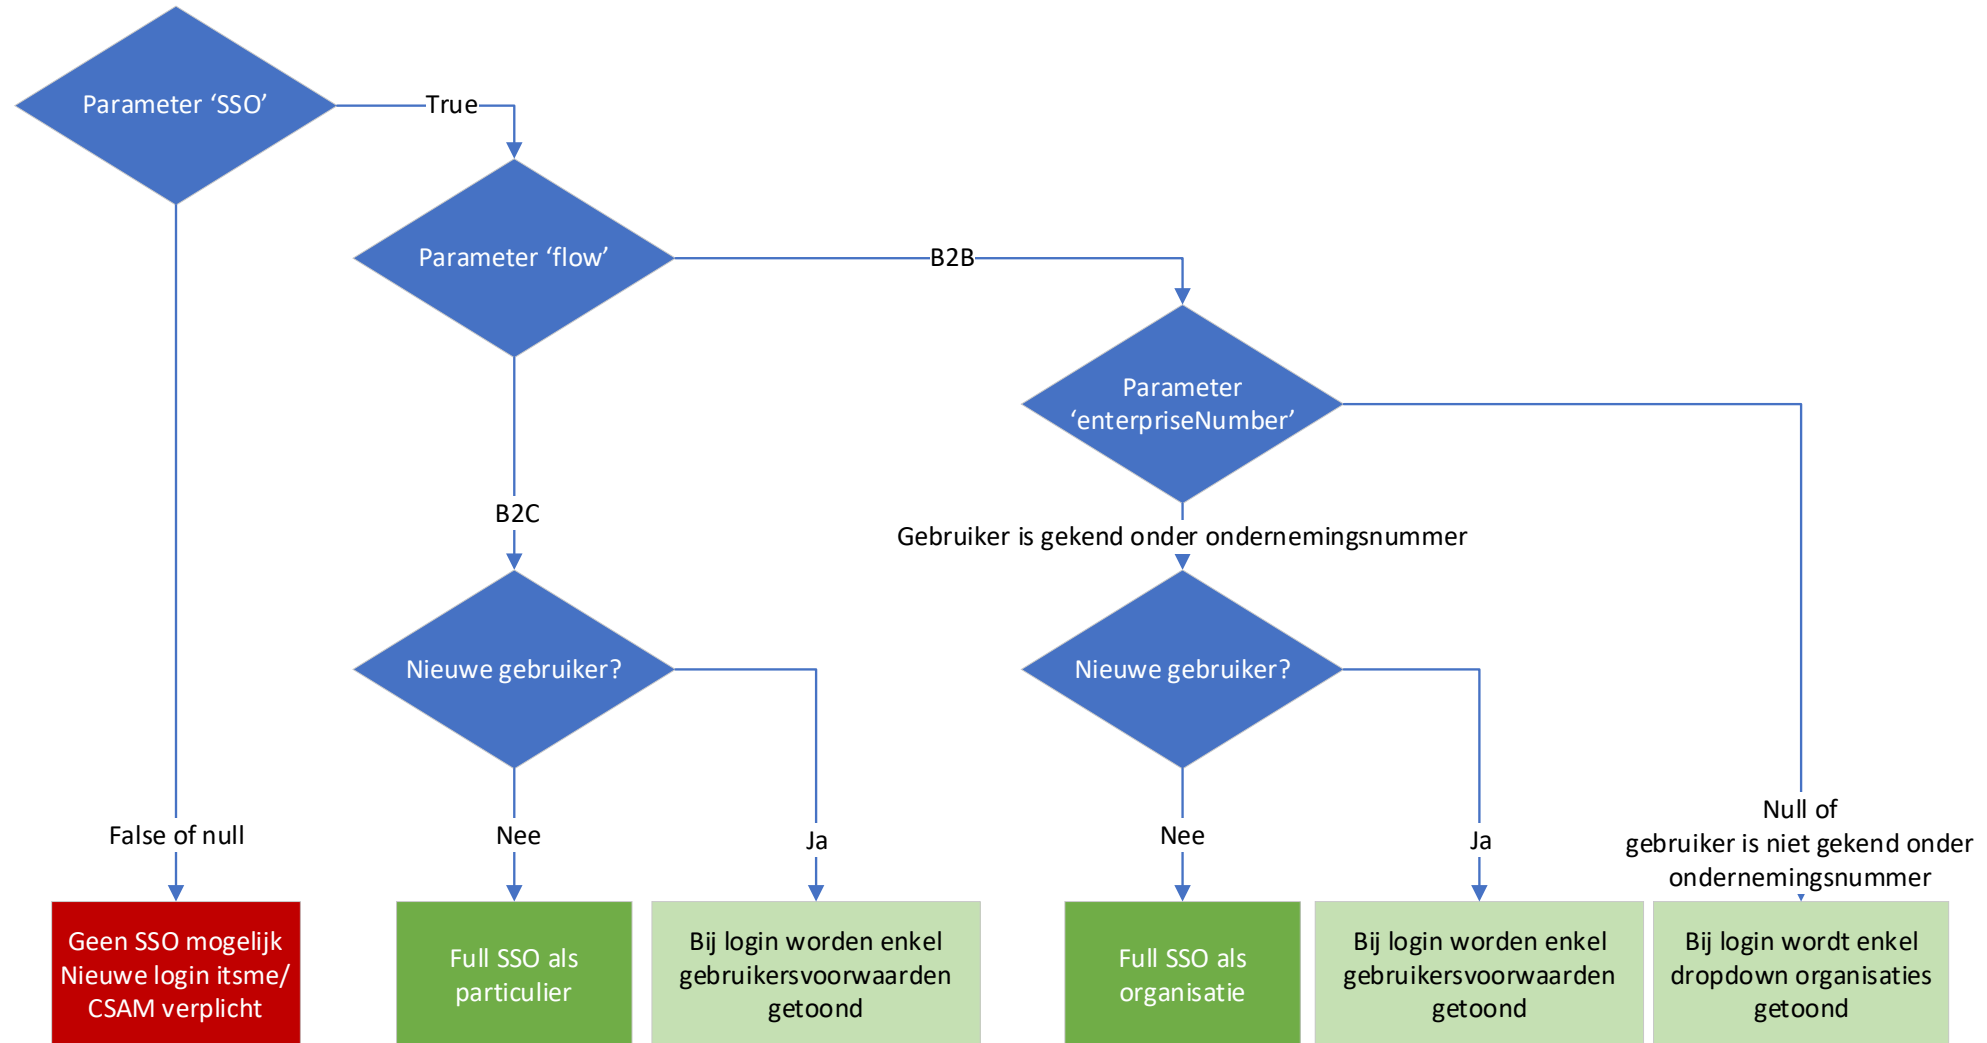 Parameter ‘SSO’
True
Parameter ‘flow’
B2B
Parameter
‘enterpriseNumber’
B2C
Gebruiker is gekend onder ondernemingsnummer
Nieuwe gebruiker?
Nieuwe gebruiker?
False of null
Nee
Ja
Nee
Ja
Null of
gebruiker is niet gekend onder
ondernemingsnummer
Geen SSO mogelijk
Nieuwe login itsme/
CSAM verplicht
Full SSO als
particulier
Bij login worden enkel
gebruikersvoorwaarden
getoond
Full SSO als
organisatie
Bij login worden enkel
gebruikersvoorwaarden
getoond
Bij login wordt enkel
dropdown organisaties
getoond